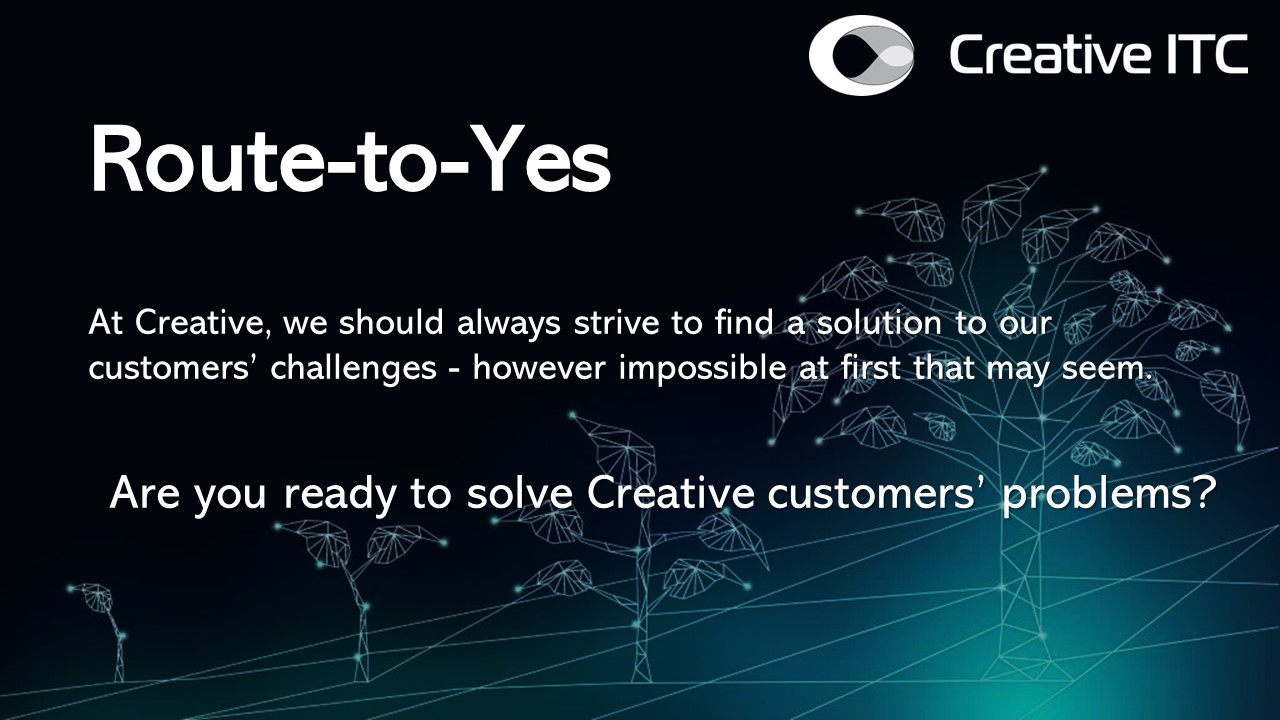 Creative ITC
Route-to-Yes
At Creative, we should always strive to find a solution to our
customers’ challenges - however impossible at first that may seem.
Are you ready to solve Creative customers’ problems?